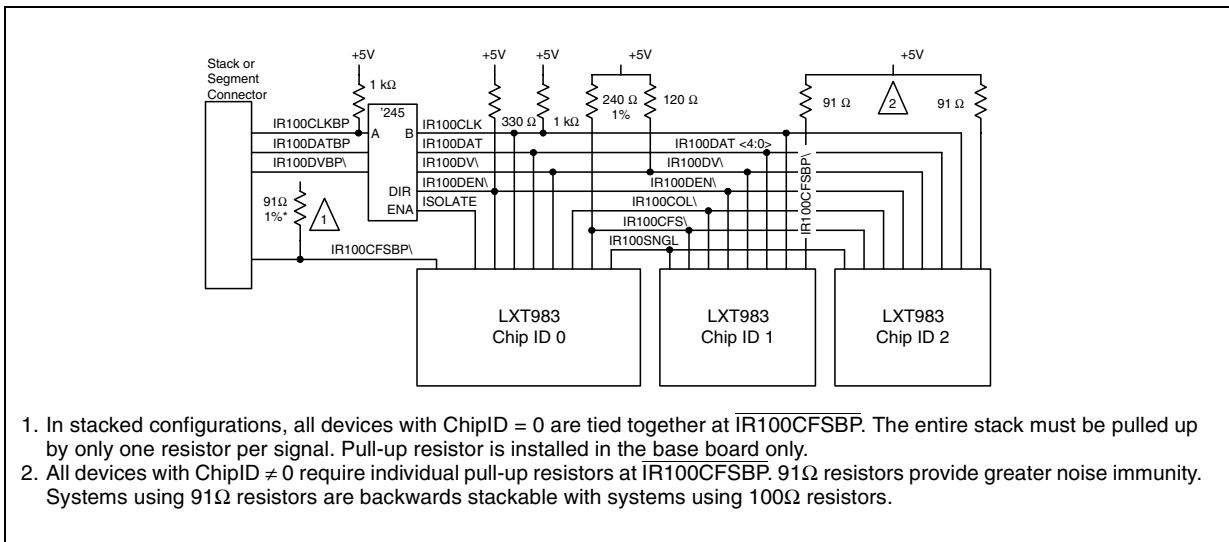 Stack or
Segment
Connector
+5V
+5V
+5V
+5V
+5V
1 kΩ
330 Ω
1 kΩ
240 Ω
1%
120 Ω
91 Ω
2
91 Ω
'245
A
B
DIR
ENA
IR100CLKBP
IR100DATBP
IR100DVBP\
IR100CLK
IR100DAT
IR100DV\
IR100DEN\
ISOLATE
IR100DAT <4:0>
IR100DV\
IR100DEN\
IR100COL\
IR100CFS\
IR100SNGL
IR100CFSBP\
91Ω
1%*
1
IR100CFSBP\
LXT983
Chip ID 0
LXT983
Chip ID 1
LXT983
Chip ID 2
1. In stacked configurations, all devices with ChipID = 0 are tied together at IR100CFSBP. The entire stack must be pulled up
by only one resistor per signal. Pull-up resistor is installed in the base board only.
2. All devices with ChipID ≠ 0 require individual pull-up resistors at IR100CFSBP. 91Ω resistors provide greater noise immunity.
Systems using 91Ω resistors are backwards stackable with systems using 100Ω resistors.